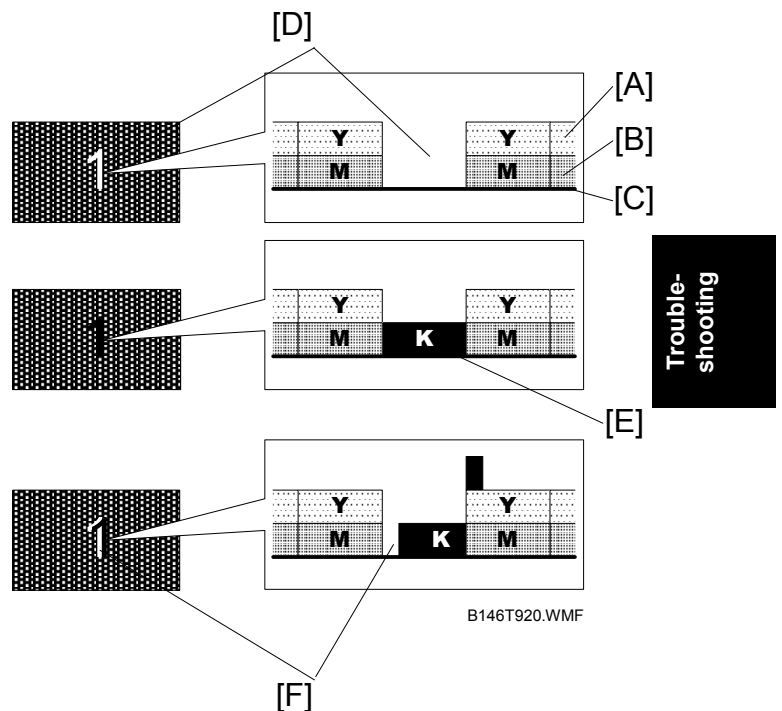 [D]
[A]
[B]
[C]
1
Y Y
M M
1
Y Y
M K M
[E]
Trouble-
shooting
1
Y Y
M K M
B146T920.WMF
[F]